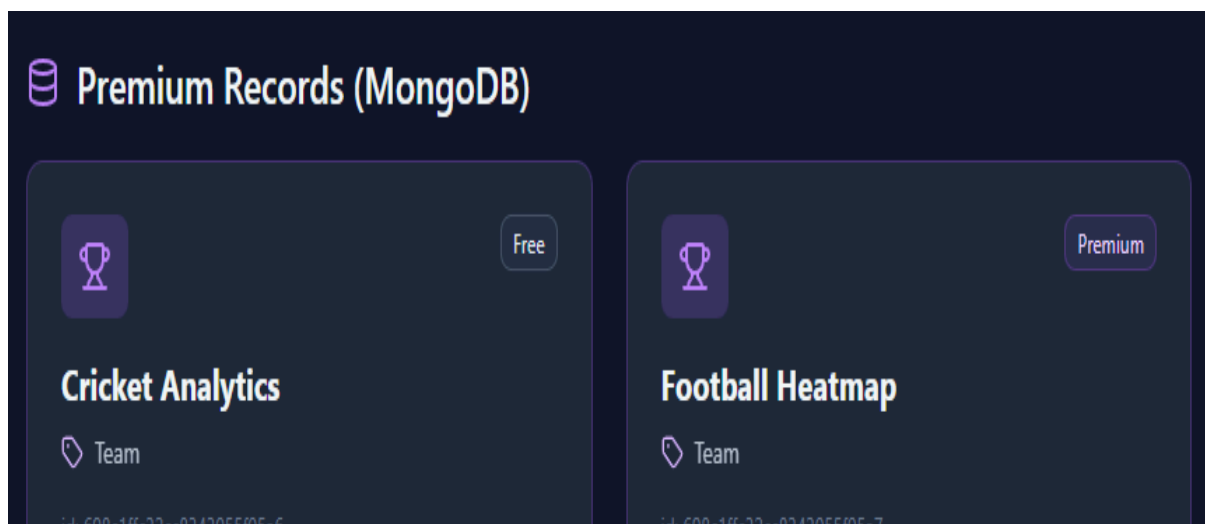 Premium Records (MongoDB)
Free
Premium
Cricket Analytics
Football Heatmap
Team
Team